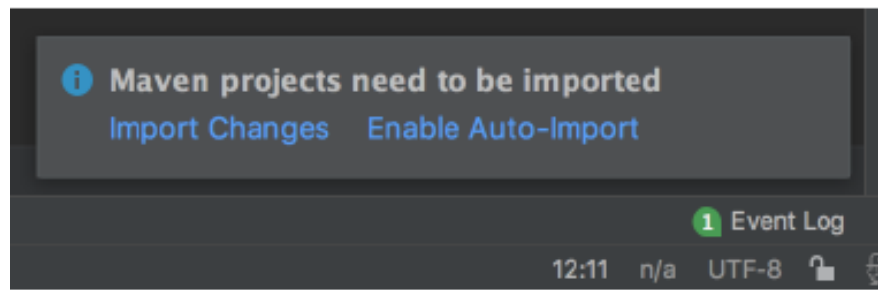 Maven projects need to be imported
Import Changes Enable Auto-Import
1 Event Log
12:11 n/a UTF-8